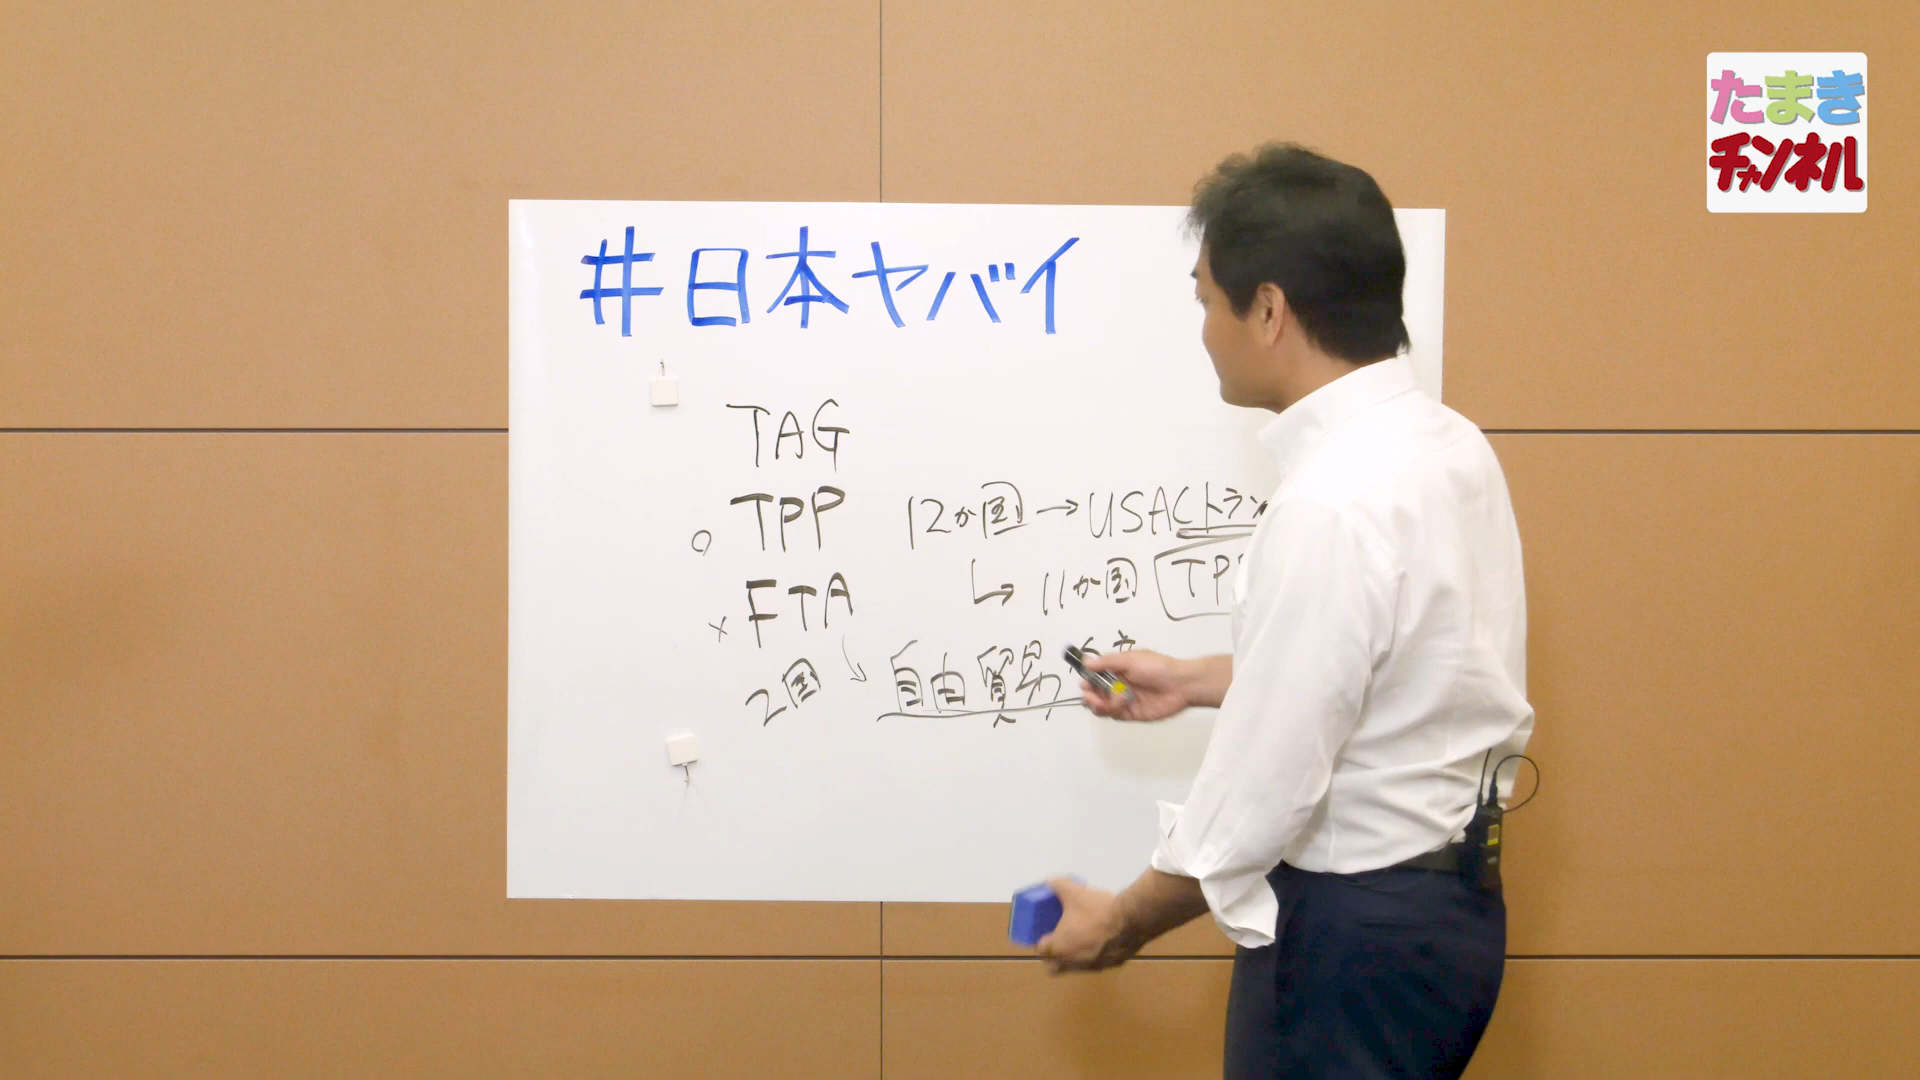 たまき
チャンネル
#日本ヤバイ
TAG
○ TPP 12か国→USA(トラン
↳ 11か国 TP
× FTA
2国 ↘ 自由貿易